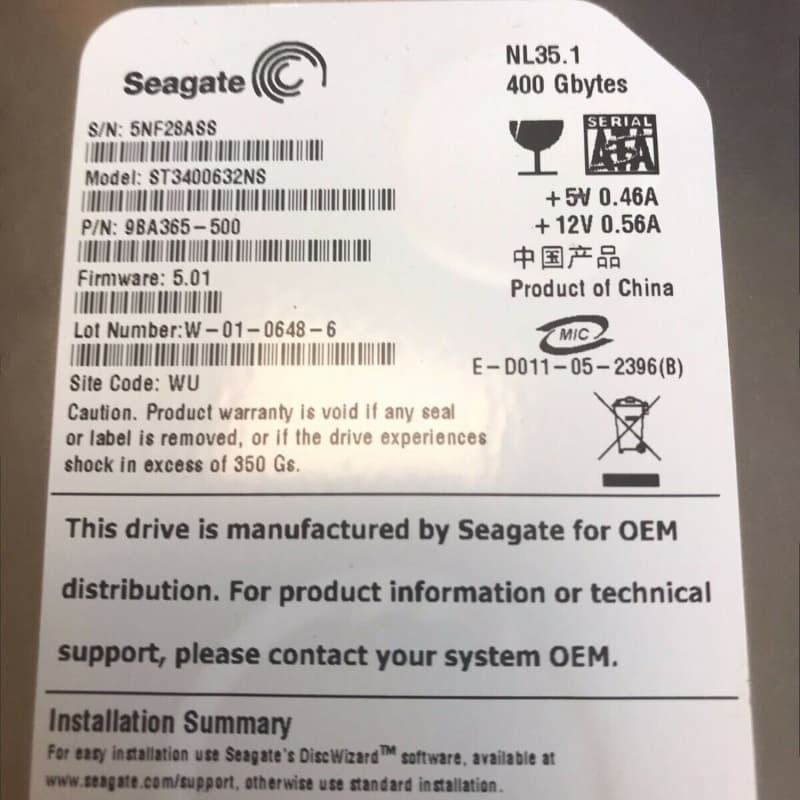 Seagate
NL35.1
400 Gbytes
S/N: 5NF28ASS
SERIAL
ATA
Model: ST3400632NS
+5V 0.46A
P/N: 9BA365-500
+12V 0.56A
中国产品
Firmware: 5.01
Product of China
Lot Number:W-01-0648-6
MIC
E-D011-05-2396(B)
Site Code: WU
Caution. Product warranty is void if any seal
or label is removed, or if the drive experiences
shock in excess of 350 Gs.
This drive is manufactured by Seagate for OEM
distribution. For product information or technical
support, please contact your system OEM.
Installation Summary
For easy installation use Seagate's DiscWizard™ software, available at
www.seagate.com/support, otherwise use standard installation.